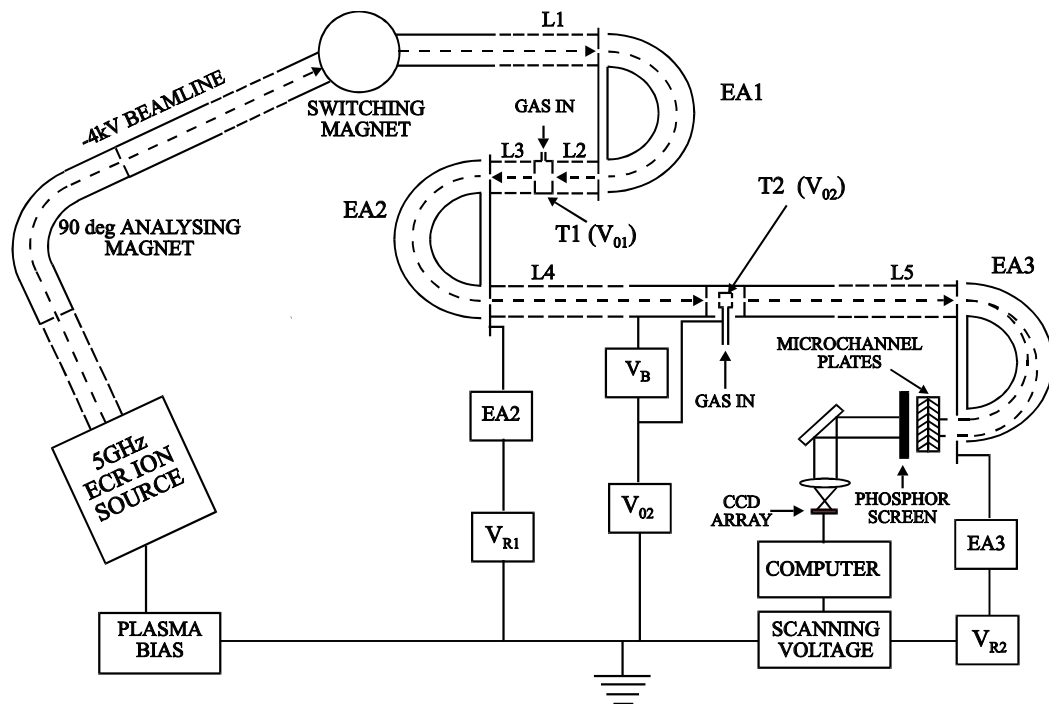 L1
-4kV BEAMLINE
SWITCHING
MAGNET
EA1
GAS IN
L3
L2
T2 (V02)
EA2
T1 (V01)
90 deg ANALYSING
MAGNET
L4
L5
EA3
MICROCHANNEL
PLATES
VB
GAS IN
EA2
5GHz
ECR ION
SOURCE
CCD
ARRAY
PHOSPHOR
SCREEN
V02
VR1
EA3
COMPUTER
PLASMA
BIAS
SCANNING
VOLTAGE
VR2